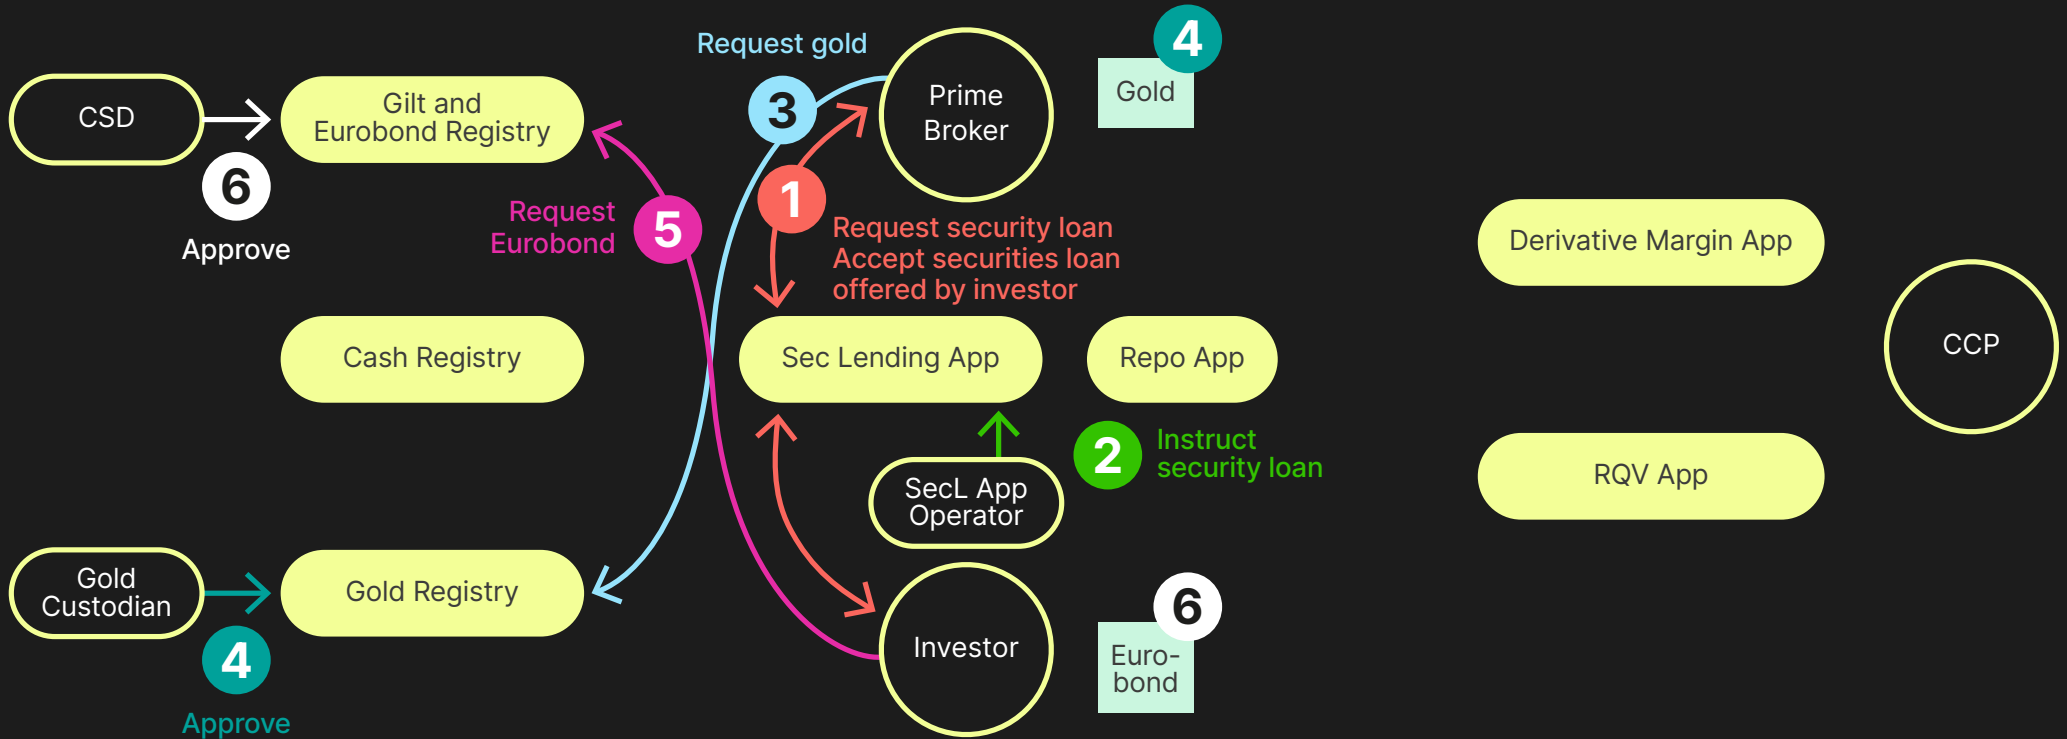 Request gold
3
CSD
6
Approve
Gilt and
Eurobond Registry
Request
Eurobond
5
1
Request security loan
Accept securities loan
offered by investor
Prime
Broker
4
Gold
Derivative Margin App
CCP
Cash Registry
Sec Lending App
Repo App
2
Instruct
security loan
SecL App
Operator
RQV App
Gold
Custodian
4
Approve
Gold Registry
Investor
6
Euro-
bond